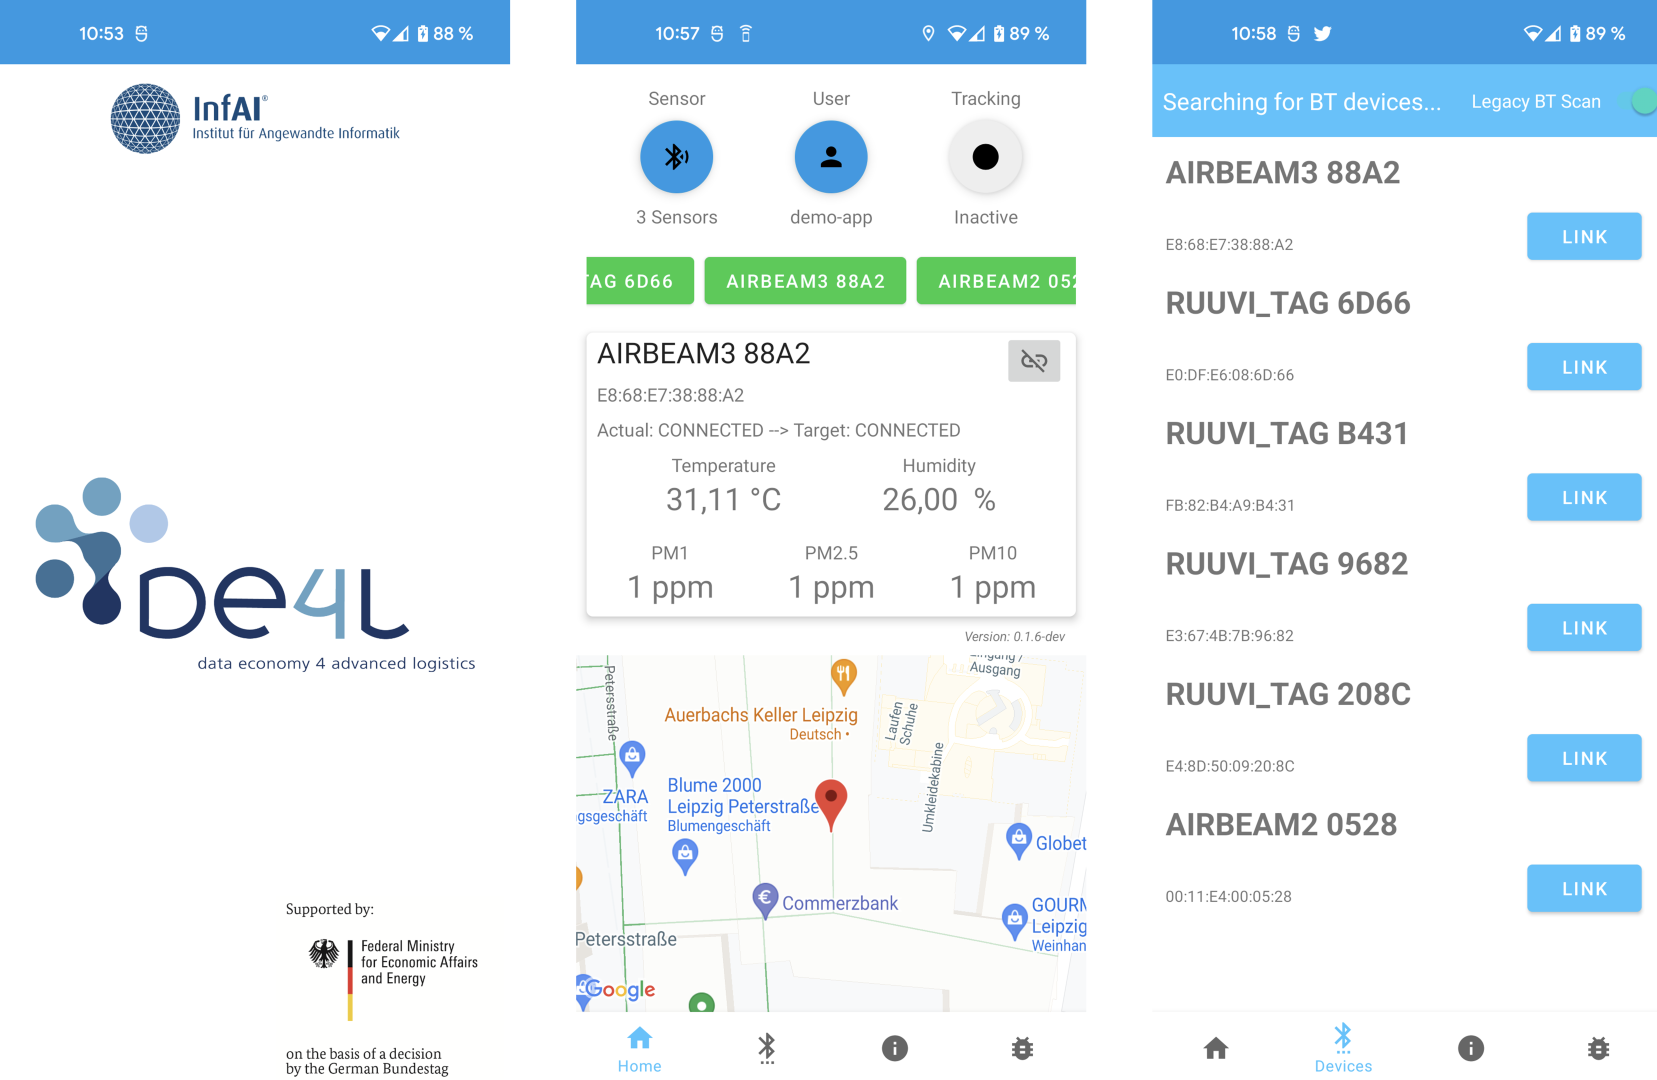 10:53
88 %
InfAI®
Institut für Angewandte Informatik
DE4L
data economy 4 advanced logistics
Supported by:
Federal Ministry
for Economic Affairs
and Energy
on the basis of a decision
by the German Bundestag
10:57
89 %
Sensor
User
Tracking
3 Sensors
demo-app
Inactive
TAG 6D66
AIRBEAM3 88A2
AIRBEAM2 052
AIRBEAM3 88A2
E8:68:E7:38:88:A2
Actual: CONNECTED --> Target: CONNECTED
Temperature
Humidity
31,11 °C
26,00 %
PM1
PM2.5
PM10
1 ppm
1 ppm
1 ppm
Version: 0.1.6-dev
Eingang /
Ausgang
Petersstraße
Auerbachs Keller Leipzig
Deutsch •
Laufen
Schuhe
Umkleidekabine
ZARA
ngsgeschäft
Blume 2000
Leipzig Peterstraße
Blumengeschäft
Globet
Commerzbank
GOURM
Leipzig
Weinhan
Petersstraße
Google
Home
10:58
89 %
Searching for BT devices...
Legacy BT Scan
AIRBEAM3 88A2
E8:68:E7:38:88:A2
LINK
RUUVI_TAG 6D66
E0:DF:E6:08:6D:66
LINK
RUUVI_TAG B431
FB:82:B4:A9:B4:31
LINK
RUUVI_TAG 9682
E3:67:4B:7B:96:82
LINK
RUUVI_TAG 208C
E4:8D:50:09:20:8C
LINK
AIRBEAM2 0528
00:11:E4:00:05:28
LINK
Devices